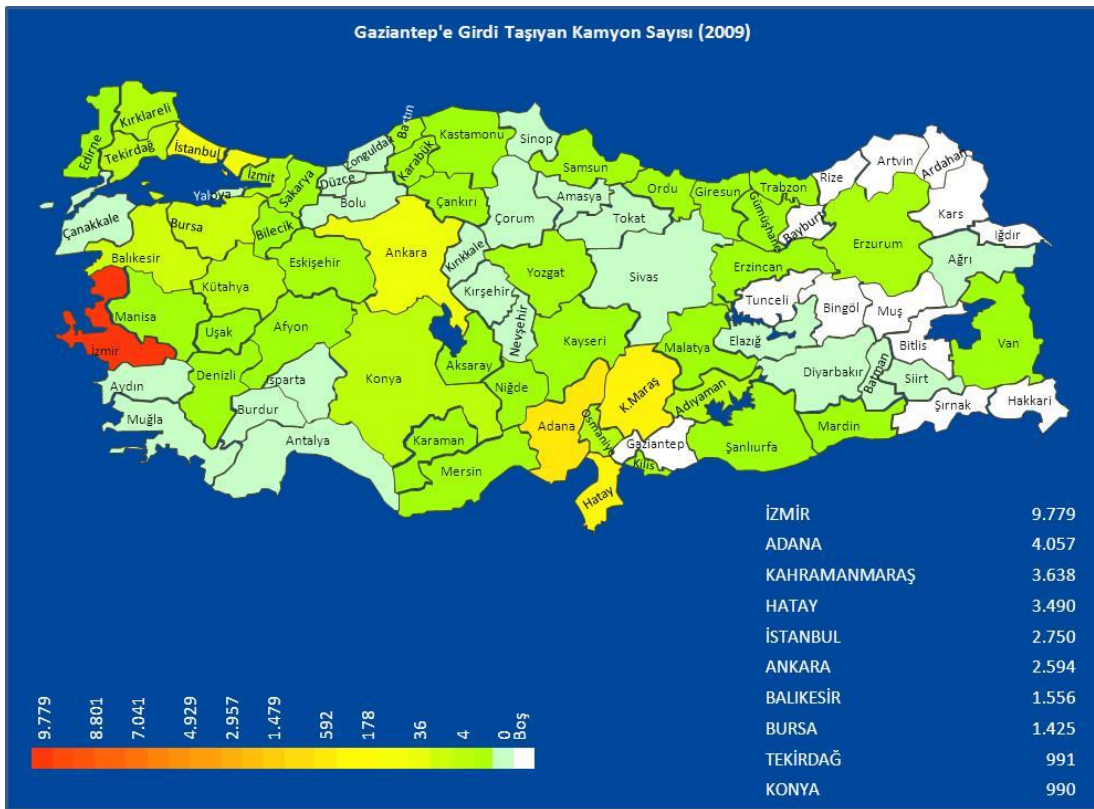 Gaziantep'e Girdi Taşıyan Kamyon Sayısı (2009)
Edirne
Kırklareli
Tekirdağ
İstanbul
İzmit
Yalova
Sakarya
Düzce
Zonguldak
Bartın
Karabük
Kastamonu
Sinop
Samsun
Ordu
Giresun
Trabzon
Gümüşhane
Bayburt
Rize
Artvin
Ardahan
Kars
Iğdır
Çanakkale
Balıkesir
Bursa
Bilecik
Bolu
Çankırı
Çorum
Amasya
Tokat
Erzurum
Ağrı
Kütahya
Eskişehir
Ankara
Kırıkkale
Kırşehir
Yozgat
Sivas
Erzincan
Tunceli
Bingöl
Muş
Bitlis
Van
Manisa
İzmir
Uşak
Afyon
Nevşehir
Kayseri
Malatya
Elazığ
Diyarbakır
Batman
Siirt
Şırnak
Hakkari
Aydın
Denizli
Isparta
Burdur
Muğla
Antalya
Konya
Aksaray
Niğde
Karaman
Mersin
Adana
K.Maraş
Osmaniye
Adıyaman
Gaziantep
Kilis
Hatay
Şanlıurfa
Mardin
İZMİR 9.779
ADANA 4.057
KAHRAMANMARAŞ 3.638
HATAY 3.490
İSTANBUL 2.750
ANKARA 2.594
BALIKESİR 1.556
BURSA 1.425
TEKİRDAĞ 991
KONYA 990
9.779 8.801 7.041 4.929 2.957 1.479 592 178 36 4 0 Boş